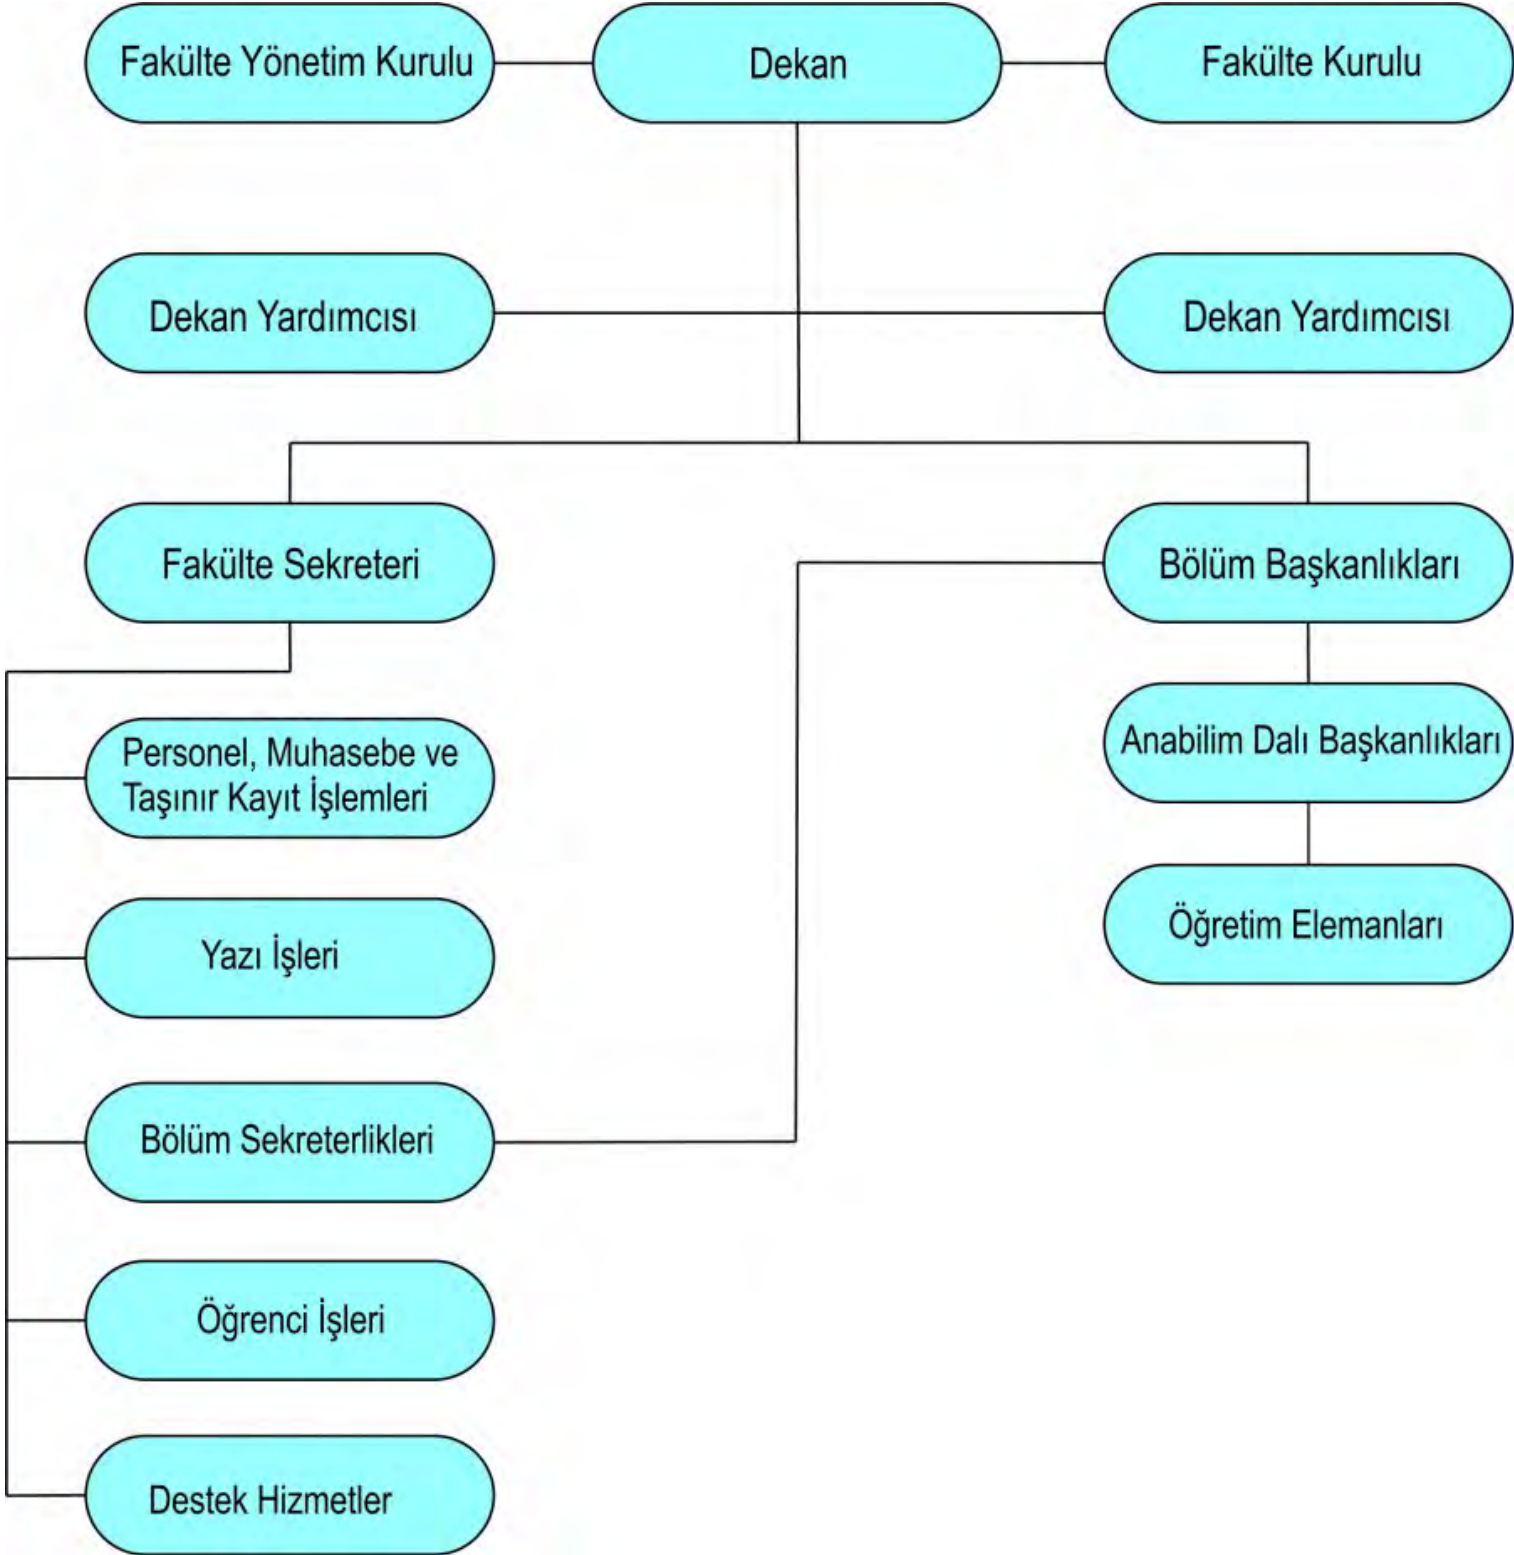 Fakülte Yönetim Kurulu
Dekan
Fakülte Kurulu
Dekan Yardımcısı
Dekan Yardımcısı
Fakülte Sekreteri
Bölüm Başkanlıkları
Personel, Muhasebe ve
Taşınır Kayıt İşlemleri
Anabilim Dalı Başkanlıkları
Yazı İşleri
Öğretim Elemanları
Bölüm Sekreterlikleri
Öğrenci İşleri
Destek Hizmetler